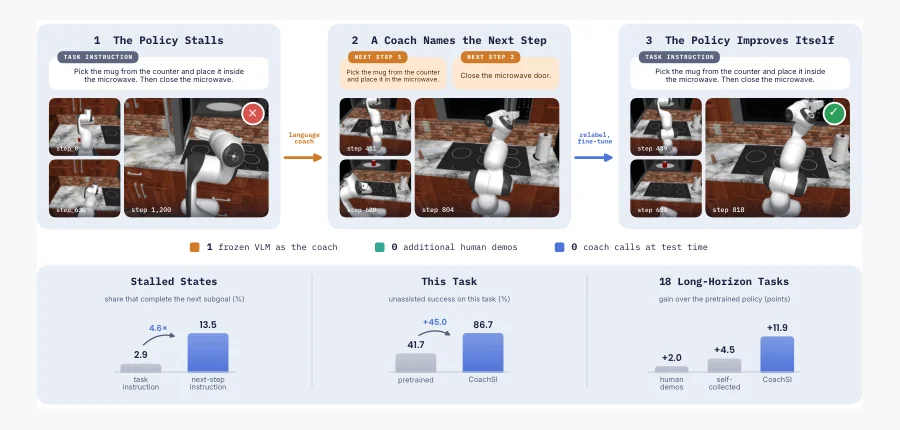 1 The Policy Stalls
TASK INSTRUCTION
Pick the mug from the counter and place it inside
the microwave. Then close the microwave.
step 0
step 1,200
language
coach
2 A Coach Names the Next Step
NEXT STEP 1
Pick the mug from the counter
and place it in the microwave.
NEXT STEP 2
Close the microwave door.
step 620
step 804
relabel,
fine-tune
3 The Policy Improves Itself
TASK INSTRUCTION
Pick the mug from the counter and place it inside
the microwave. Then close the microwave.
step 439
step 818
1 frozen VLM as the coach
0 additional human demos
0 coach calls at test time
Stalled States
share that complete the next subgoal (%)
4.6×
2.9
13.5
task
instruction
next-step
instruction
This Task
unassisted success on this task (%)
+45.0
41.7
86.7
pretrained
CoachSI
18 Long-Horizon Tasks
gain over the pretrained policy (points)
+2.0
+4.5
+11.9
human
demos
self-
collected
CoachSI